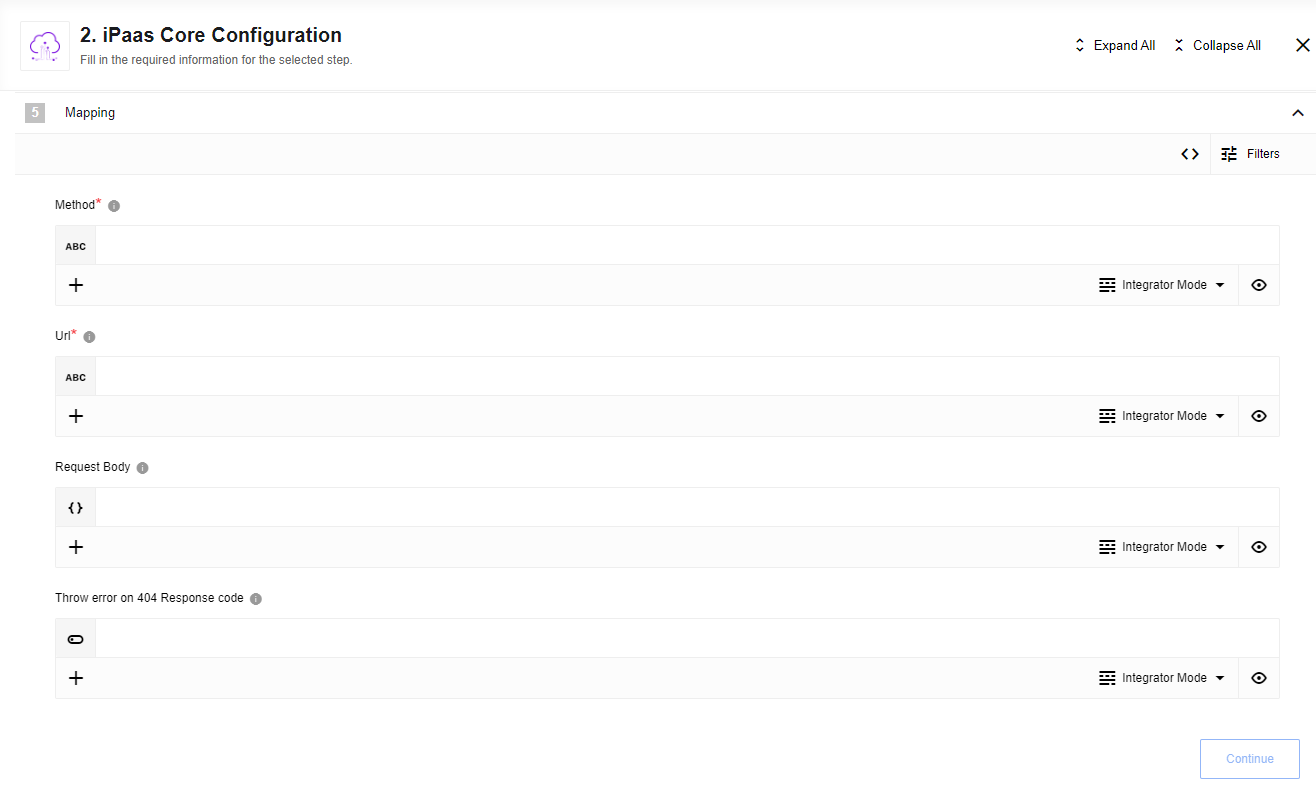 2. iPaas Core Configuration
Fill in the required information for the selected step.
Expand All
Collapse All
5 Mapping
Filters
Method*
ABC
Integrator Mode
Url*
ABC
Integrator Mode
Request Body
{}
Integrator Mode
Throw error on 404 Response code
Integrator Mode
Continue